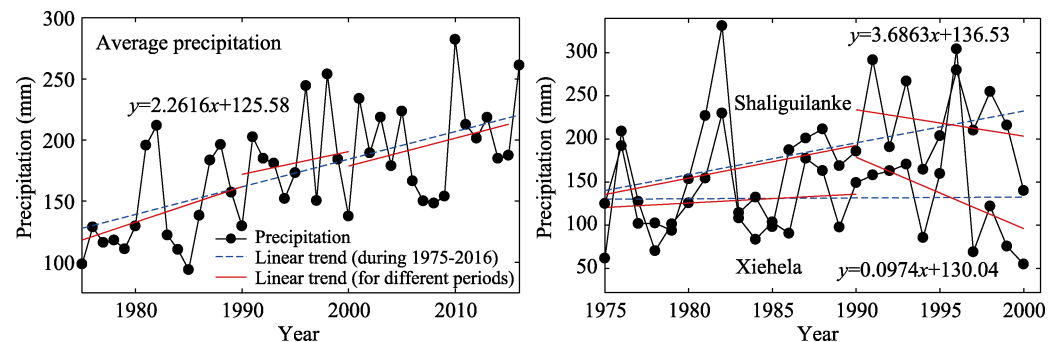 Average precipitation
y=2.2616x+125.58
Precipitation (mm)
300
250
200
150
100
Precipitation
Linear trend (during 1975-2016)
Linear trend (for different periods)
1980
1990
2000
2010
Year
y=3.6863x+136.53
Shaliguilanke
Precipitation (mm)
300
250
200
150
100
50
Xiehela
y=0.0974x+130.04
1975
1980
1985
1990
1995
2000
Year